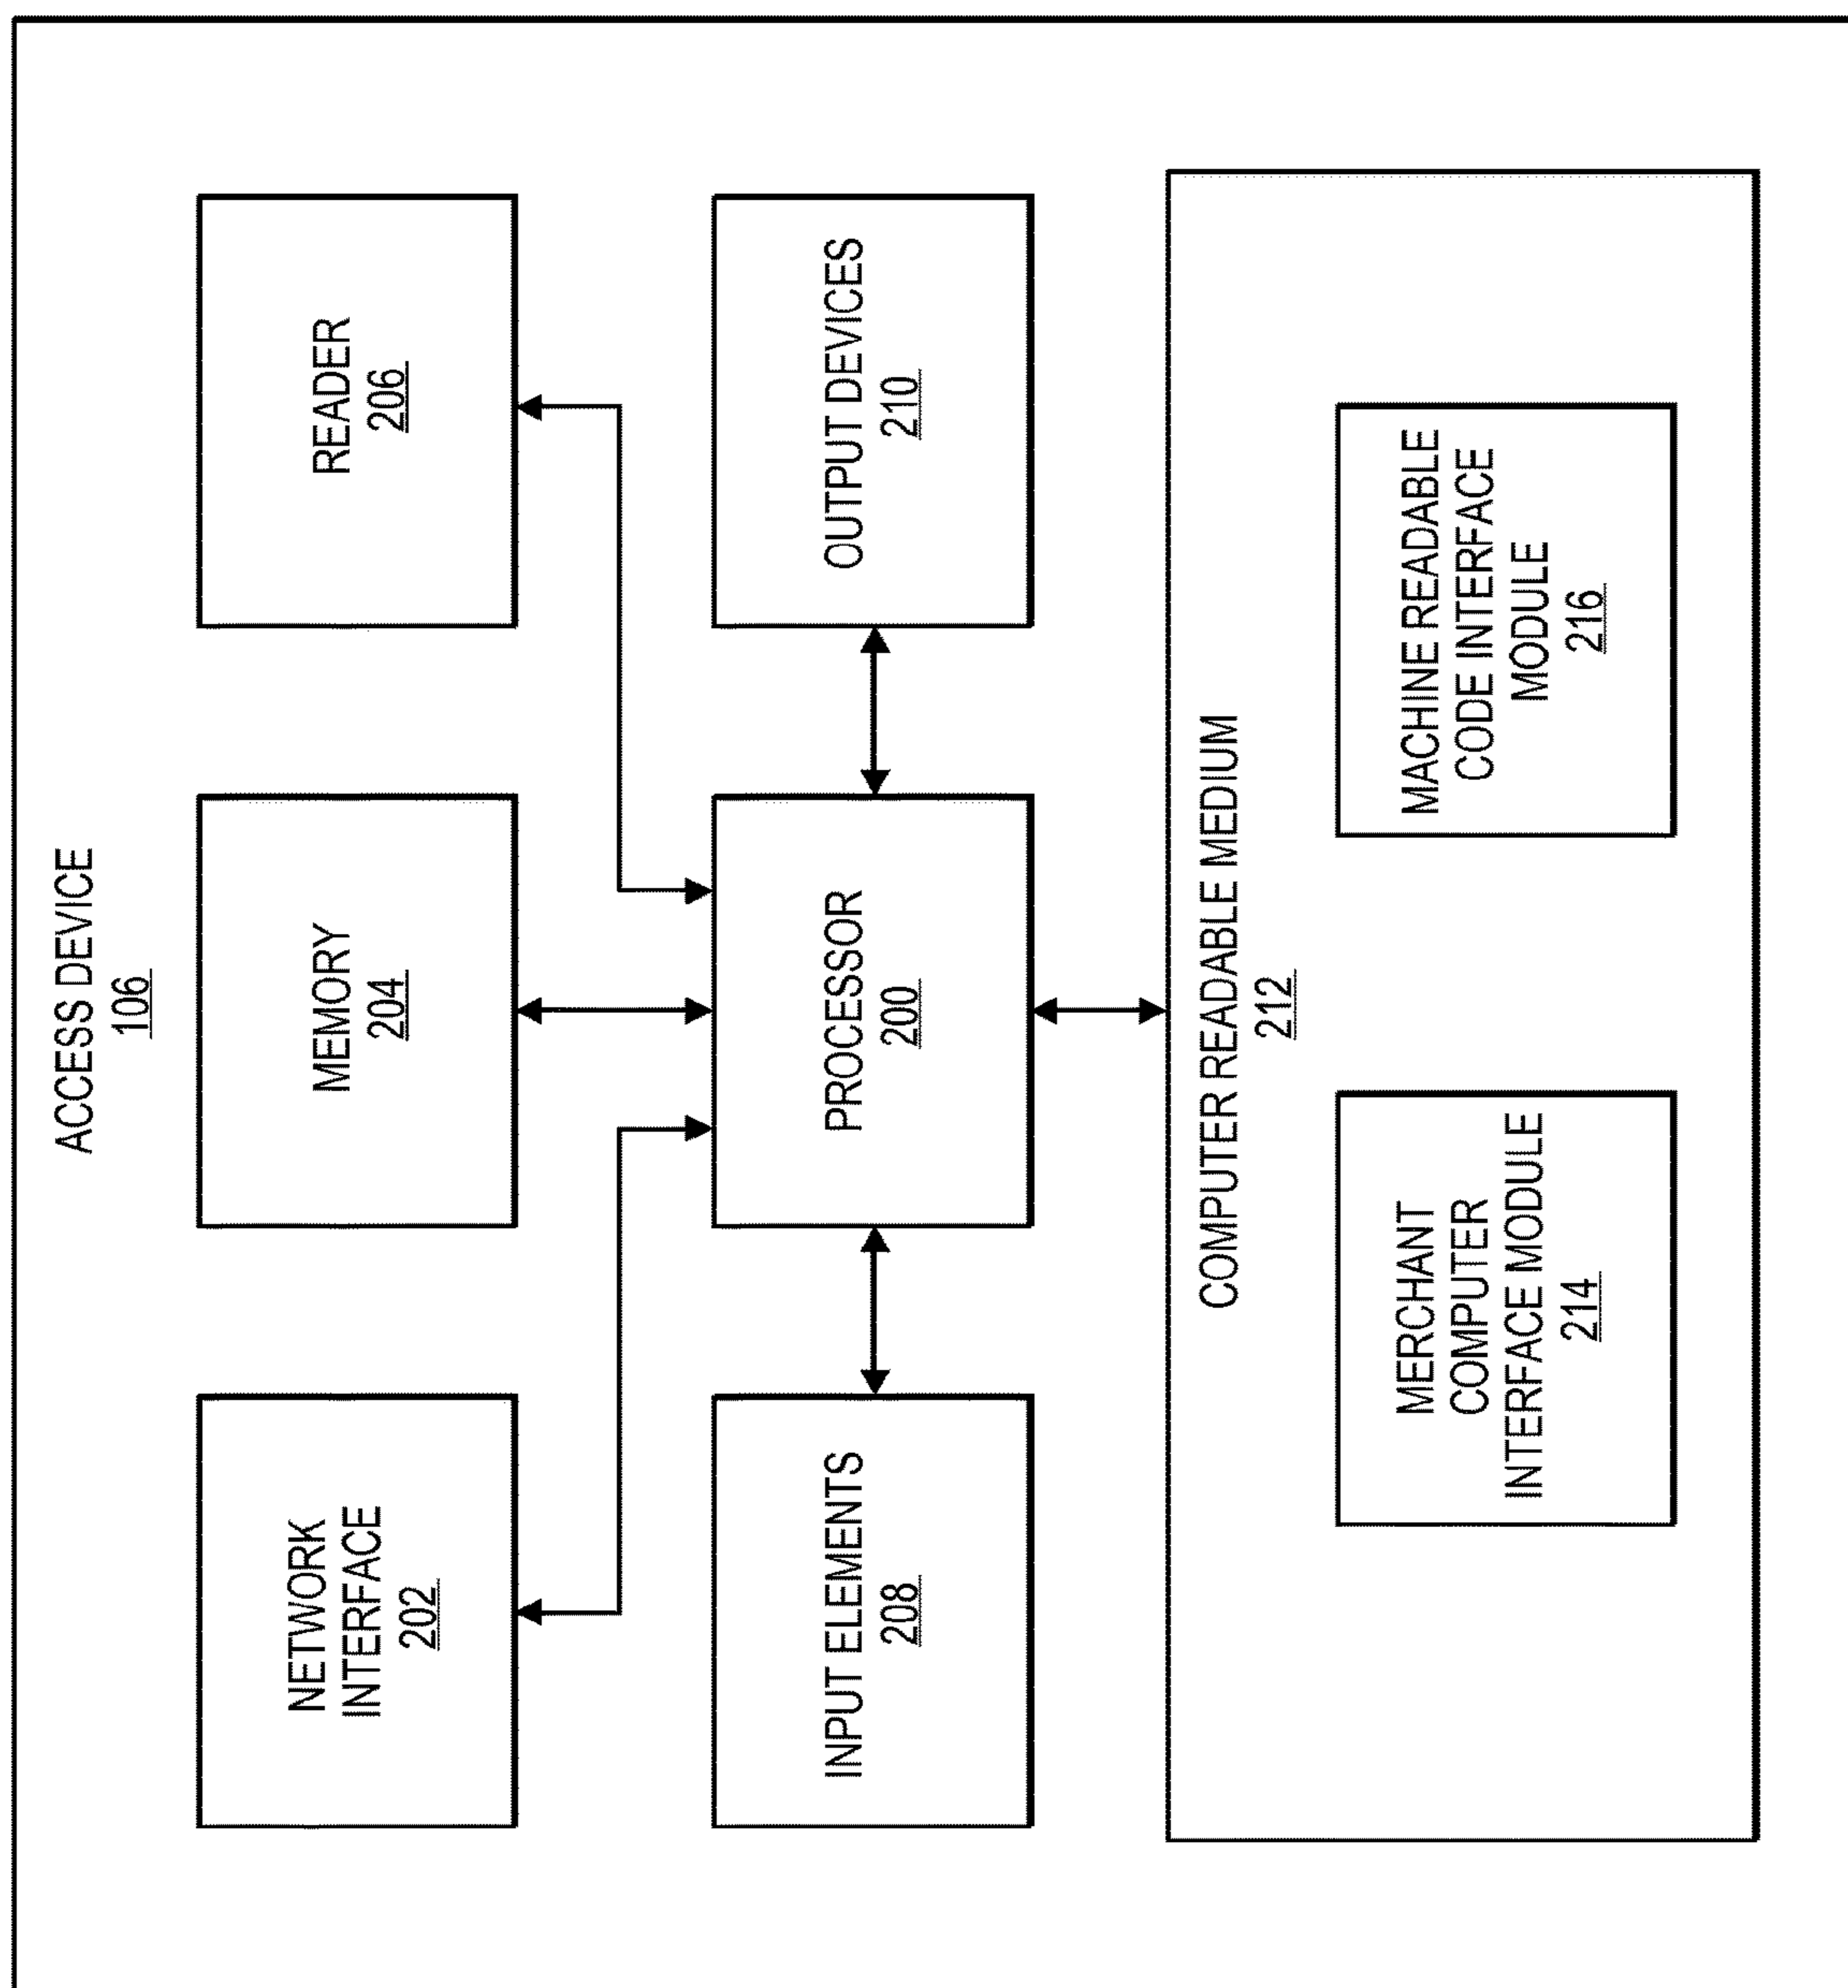 ACCESS DEVICE
106
NETWORK
INTERFACE
202
MEMORY
204
READER
206
INPUT ELEMENTS
208
PROCESSOR
200
OUTPUT DEVICES
210
COMPUTER READABLE MEDIUM
212
MERCHANT
COMPUTER
INTERFACE MODULE
214
MACHINE READABLE
CODE INTERFACE
MODULE
216